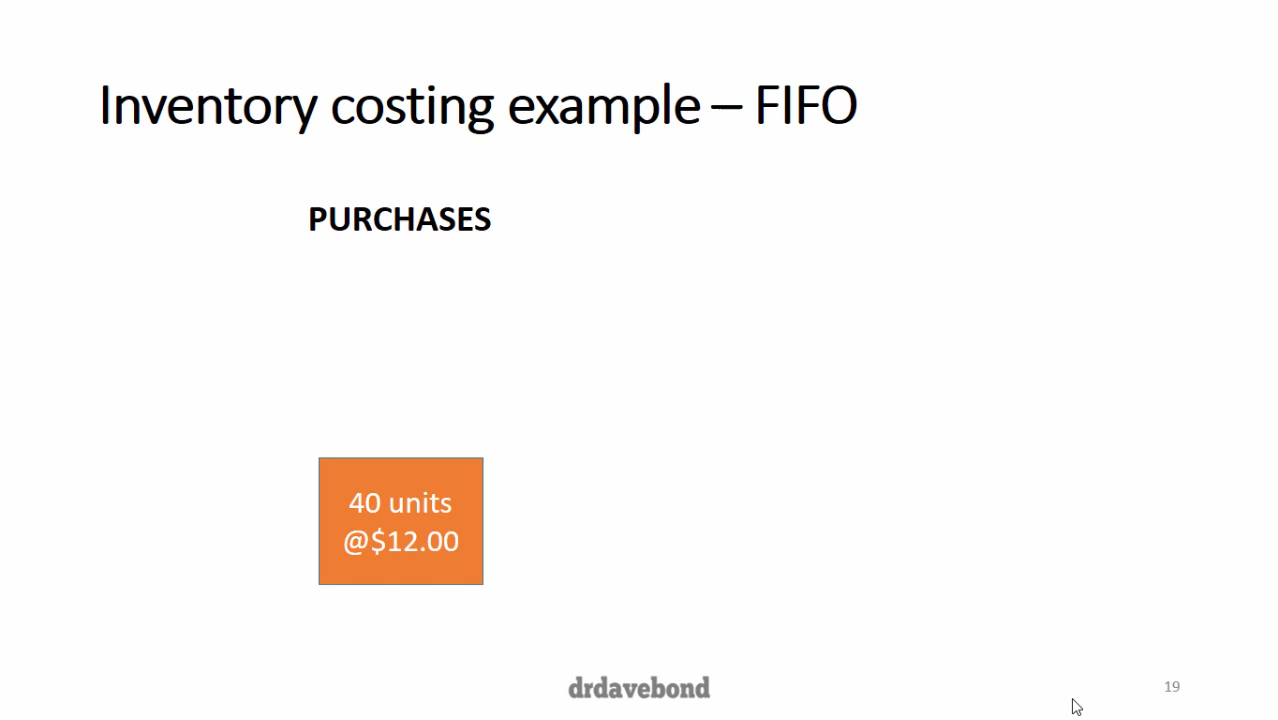 Inventory costing example – FIFO
PURCHASES
40 units
@$12.00
drdavebond
19